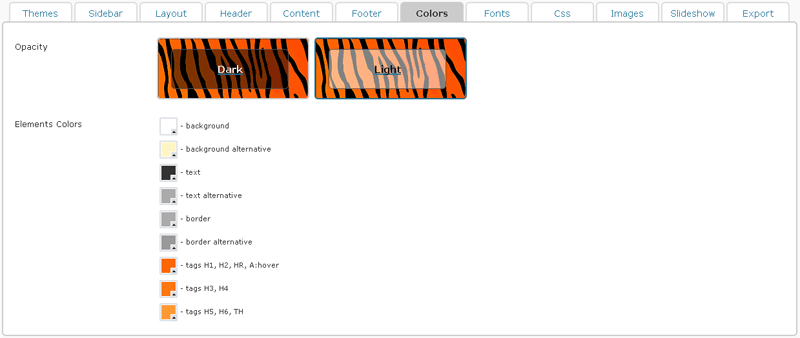 Themes Sidebar Layout Header Content Footer Colors Fonts Css Images Slideshow Export
Opacity
Dark Light
Elements Colors
- background
- background alternative
- text
- text alternative
- border
- border alternative
- tags H1, H2, HR, A:hover
- tags H3, H4
- tags H5, H6, TH